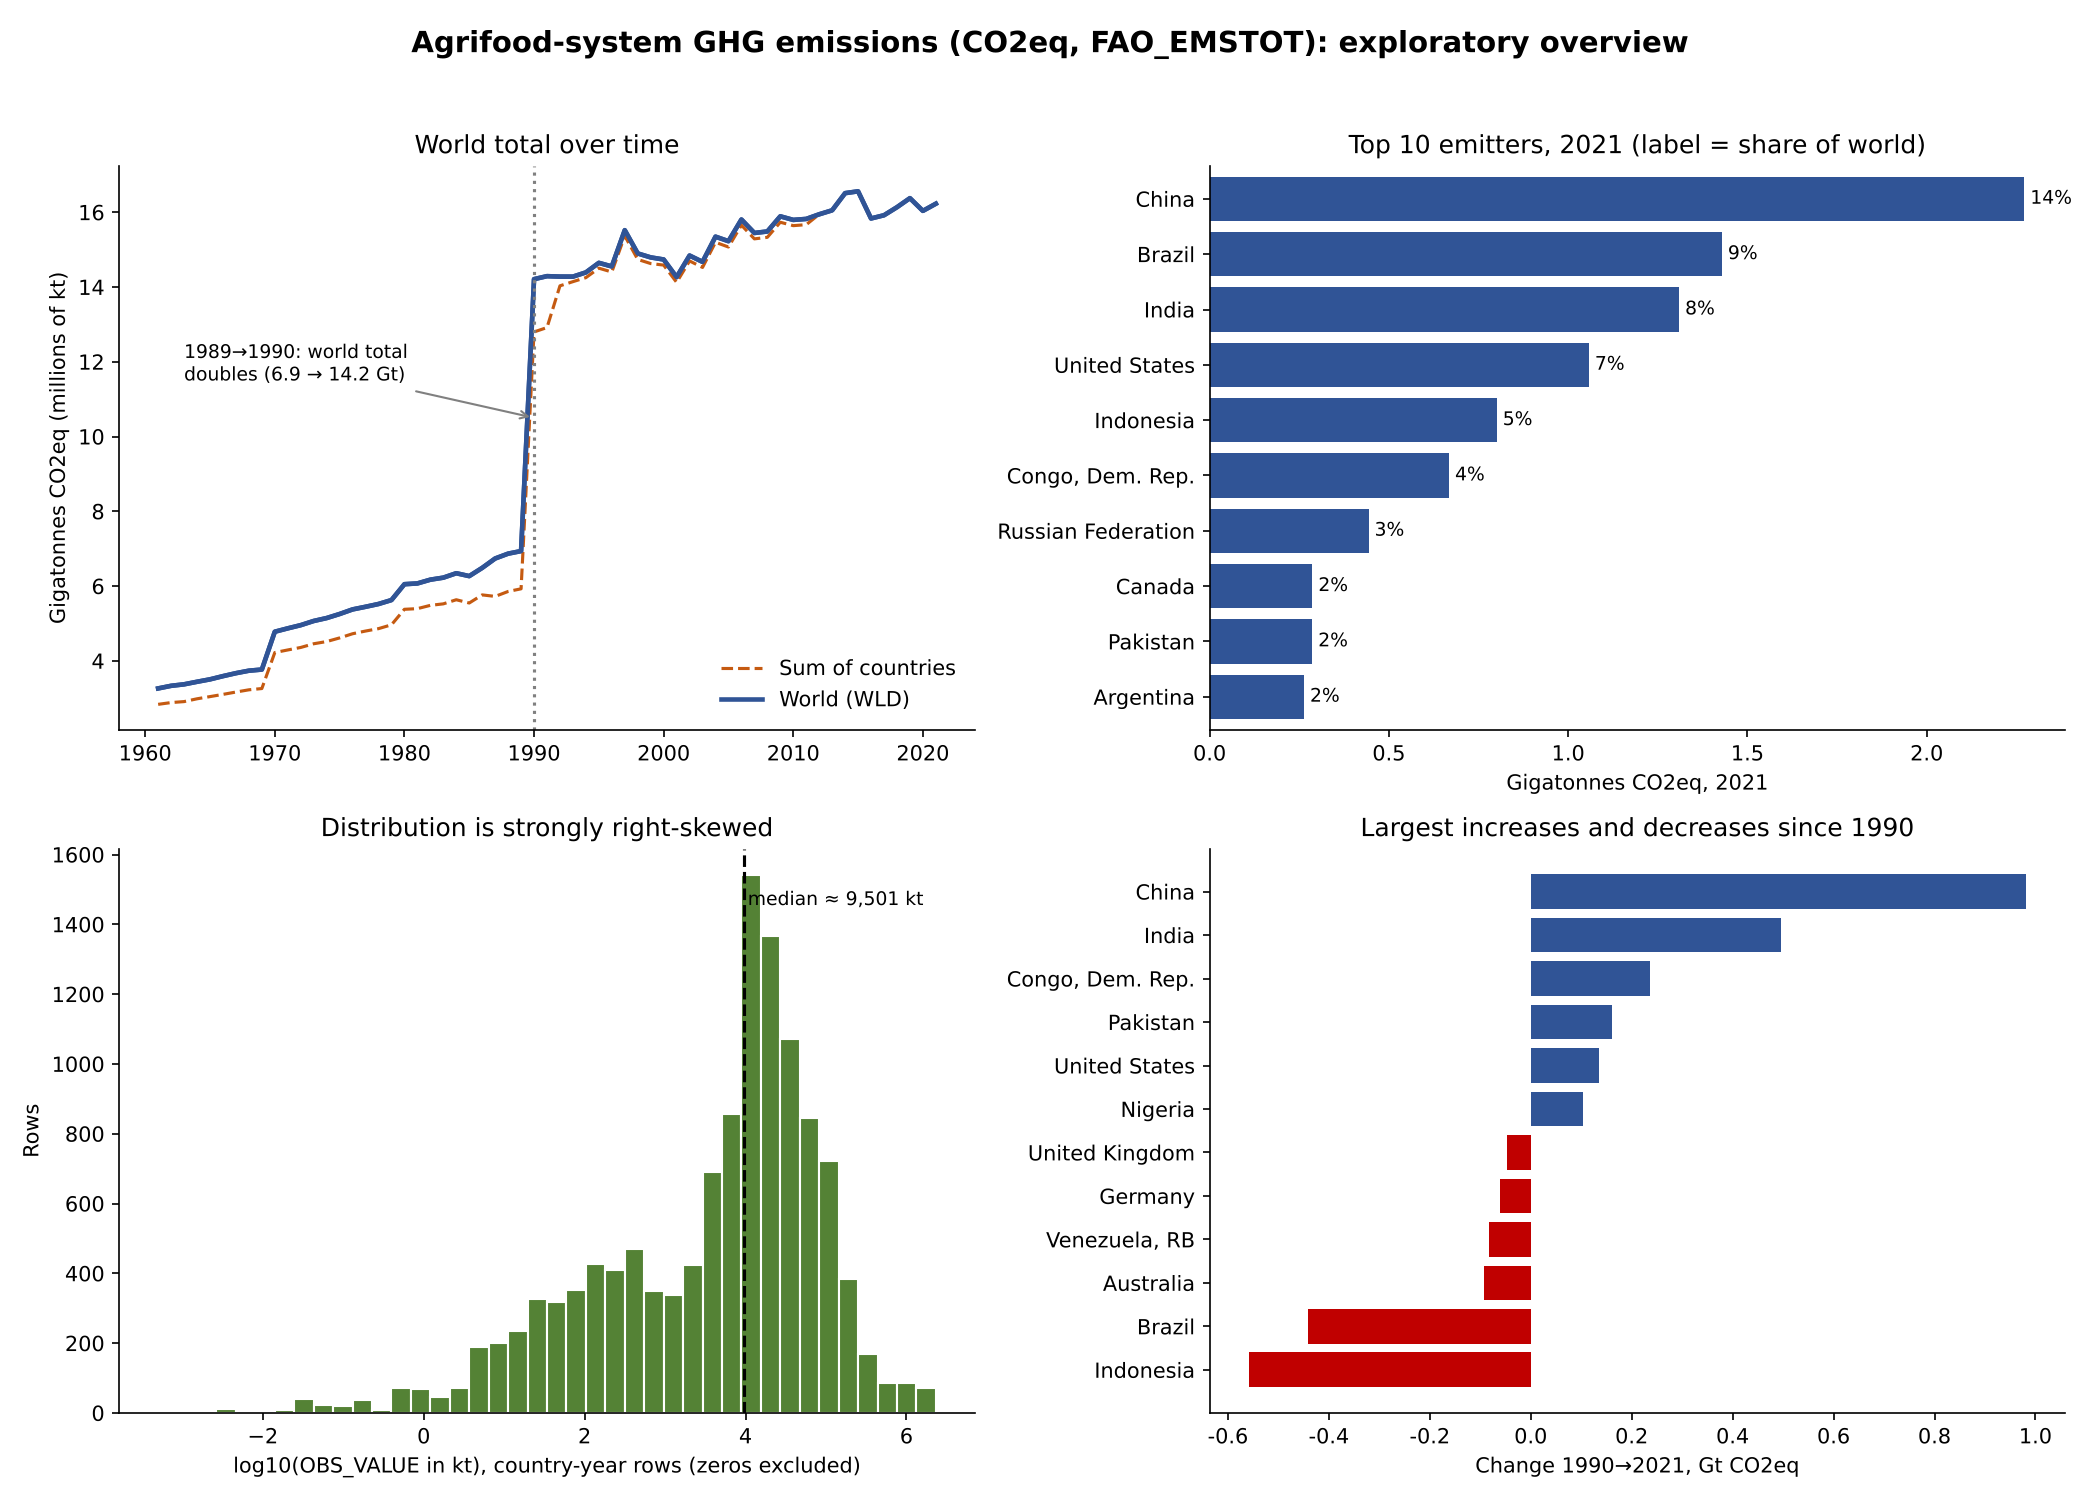 Agrifood-system GHG emissions (CO2eq, FAO_EMSTOT): exploratory overview
World total over time
Gigatonnes CO2eq (millions of kt)
16
14
12
10
8
6
4
1989→1990: world total
doubles (6.9 → 14.2 Gt)
Sum of countries
World (WLD)
1960 1970 1980 1990 2000 2010 2020
Top 10 emitters, 2021 (label = share of world)
China 14%
Brazil 9%
India 8%
United States 7%
Indonesia 5%
Congo, Dem. Rep. 4%
Russian Federation 3%
Canada 2%
Pakistan 2%
Argentina 2%
0.0 0.5 1.0 1.5 2.0
Gigatonnes CO2eq, 2021
Distribution is strongly right-skewed
Rows
1600
1400
1200
1000
800
600
400
200
0
median ≈ 9,501 kt
−2 0 2 4 6
log10(OBS_VALUE in kt), country-year rows (zeros excluded)
Largest increases and decreases since 1990
China
India
Congo, Dem. Rep.
Pakistan
United States
Nigeria
United Kingdom
Germany
Venezuela, RB
Australia
Brazil
Indonesia
-0.6 -0.4 -0.2 0.0 0.2 0.4 0.6 0.8 1.0
Change 1990→2021, Gt CO2eq